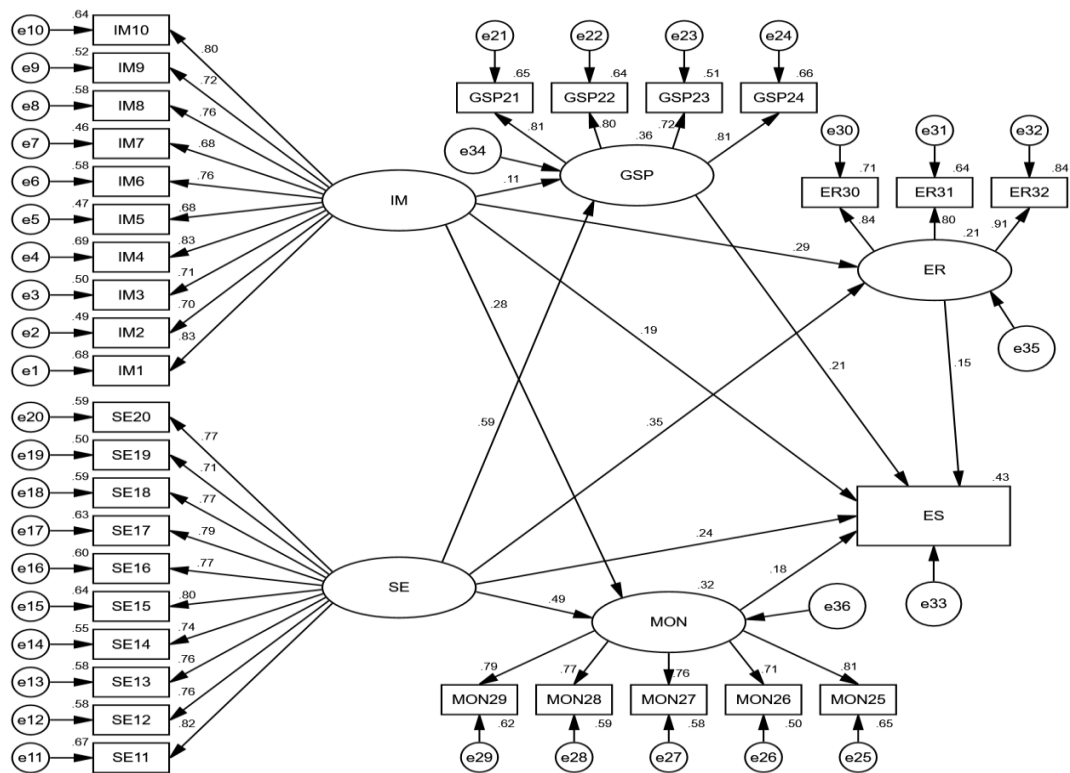 e10 .64 IM10 .80
e9 .52 IM9 .72
e8 .58 IM8 .76
e7 .46 IM7 .68
e6 .58 IM6 .76
e5 .47 IM5 .68
e4 .69 IM4 .83
e3 .50 IM3 .71
e2 .49 IM2 .70
e1 .68 IM1 .83
IM
e20 .59 SE20 .77
e19 .50 SE19 .71
e18 .59 SE18 .77
e17 .63 SE17 .79
e16 .60 SE16 .77
e15 .64 SE15 .80
e14 .55 SE14 .74
e13 .58 SE13 .76
e12 .58 SE12 .76
e11 .67 SE11 .82
SE
e21 e22 e23 e24
.65 .64 .51 .66
GSP21 GSP22 GSP23 GSP24
.81 .80 .72 .81
.36
e34
GSP
.11
e30 e31 e32
.71 .64 .84
ER30 ER31 ER32
.84 .80 .91
.21
ER
.29
e35
.28
.19
.21
.15
.59
.35
.43
ES
.24
.18
e33
.49
.32
MON
e36
.79 .77 .76 .71 .81
MON29 MON28 MON27 MON26 MON25
.62 .59 .58 .50 .65
e29 e28 e27 e26 e25